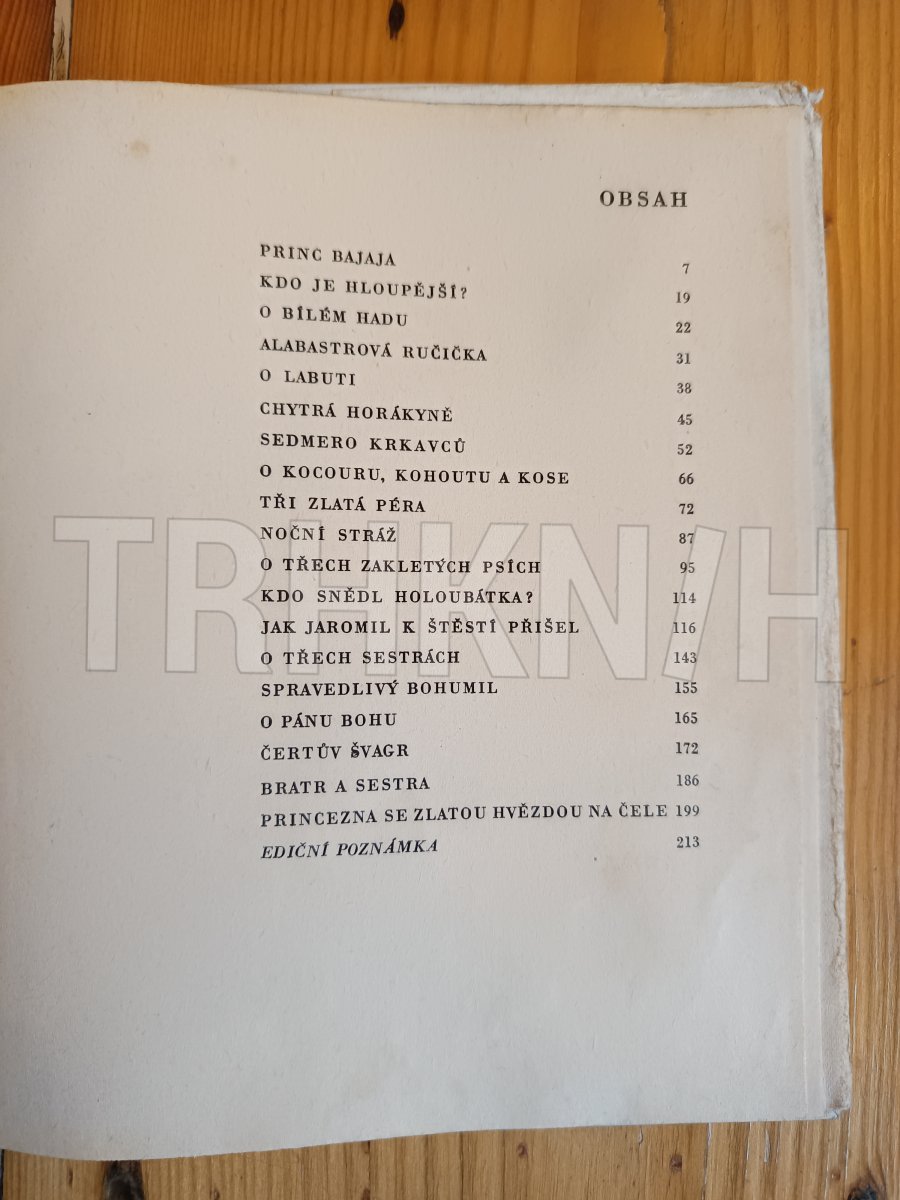 OBSAH
PRINC BAJAJA 7
KDO JE HLOUPĚJŠÍ? 19
O BÍLÉM HADU 22
ALABASTROVÁ RUČIČKA 31
O LABUTI 38
CHYTRÁ HORÁKYNĚ 45
SEDMERO KRKAVCŮ 52
O KOCOURU, KOHOUTU A KOSE 66
TŘI ZLATÁ PÉRA 72
NOČNÍ STRÁŽ 87
O TŘECH ZAKLETÝCH PSÍCH 95
KDO SNĚDL HOLOUBÁTKA? 114
JAK JAROMIL K ŠTĚSTÍ PŘIŠEL 116
O TŘECH SESTRÁCH 143
SPRAVEDLIVÝ BOHUMIL 155
O PÁNU BOHU 165
ČERTŮV ŠVAGR 172
BRATR A SESTRA 186
PRINCEZNA SE ZLATOU HVĚZDOU NA ČELE 199
EDIČNÍ POZNÁMKA 213
TRHKNIH